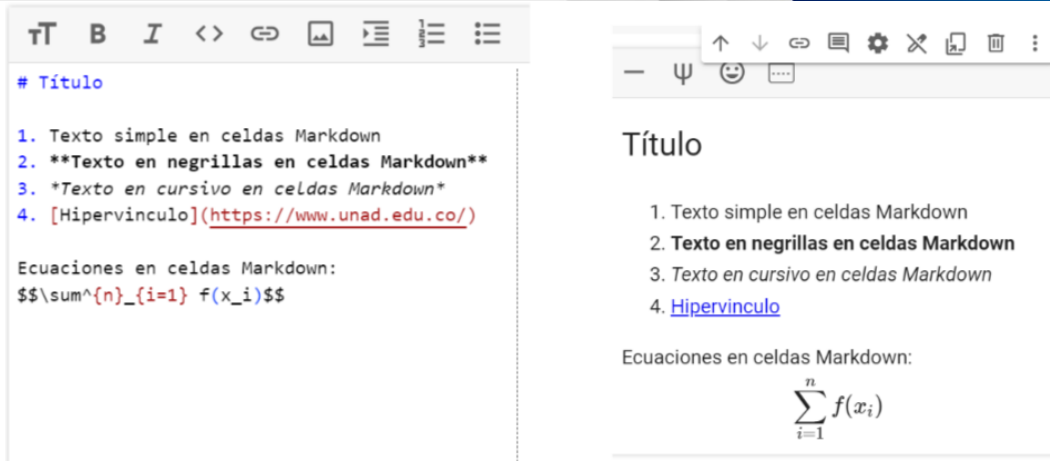 # Título
1. Texto simple en celdas Markdown
2. **Texto en negrillas en celdas Markdown**
3. *Texto en cursivo en celdas Markdown*
4. [Hipervinculo](https://www.unad.edu.co/)
Ecuaciones en celdas Markdown:
$$\sum^{n}_{i=1} f(x_i)$$
Título
1. Texto simple en celdas Markdown
2. Texto en negrillas en celdas Markdown
3. Texto en cursivo en celdas Markdown
4. Hipervinculo
Ecuaciones en celdas Markdown:
n
∑ f(xᵢ)
i=1